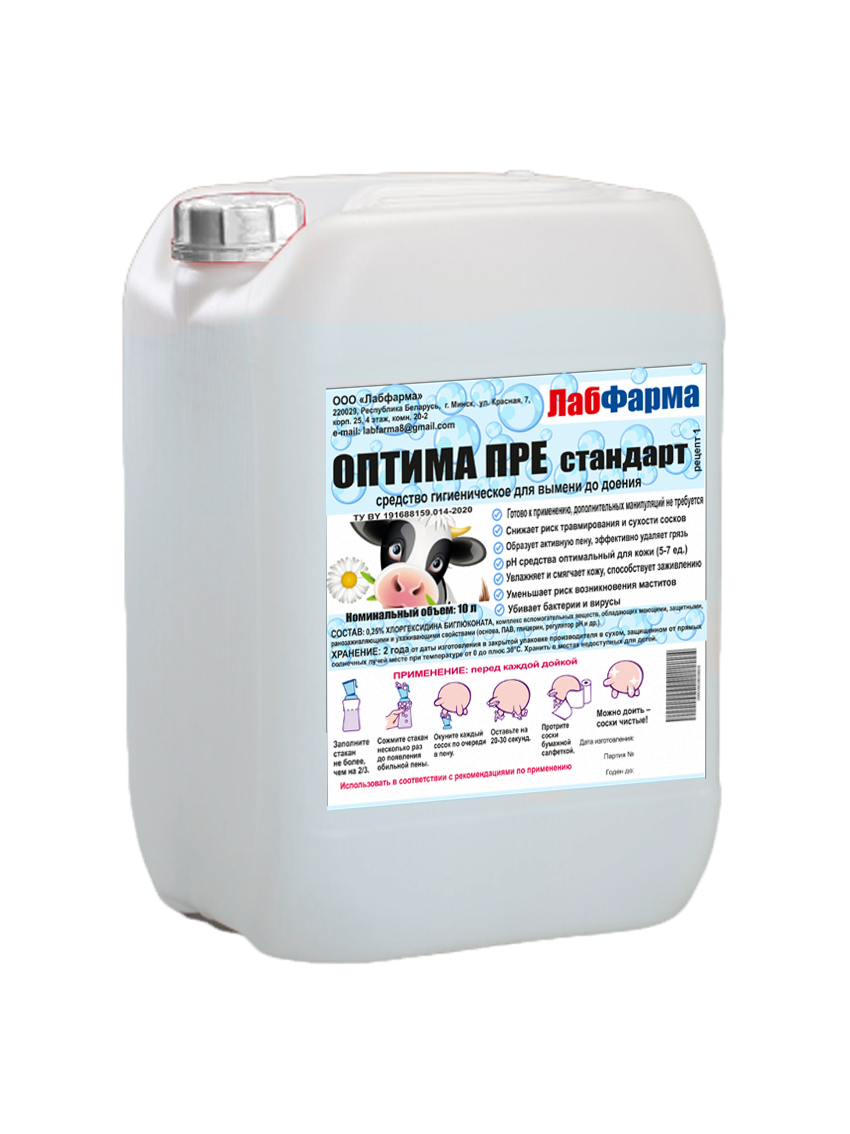 ООО «Лабфарма»
220029, Республика Беларусь, г. Минск, ул. Красная, 7,
корп. 25, 4 этаж, комн. 20-2
e-mail: labfarma8@gmail.com
ЛабФарма
ОПТИМА ПРЕ стандарт
рецепт 1
средство гигиеническое для вымени до доения
ТУ BY 191688159.014-2020
Готово к применению, дополнительных манипуляций не требуется
Снижает риск травмирования и сухости сосков
Образует активную пену, эффективно удаляет грязь
pH средства оптимальный для кожи (5-7 ед.)
Увлажняет и смягчает кожу, способствует заживлению
Уменьшает риск возникновения маститов
Убивает бактерии и вирусы
Номинальный объем: 10 л
СОСТАВ: 0,25% ХЛОРГЕКСИДИНА БИГЛЮКОНАТА, комплекс вспомогательных веществ, обладающих моющими, защитными,
ранозаживляющими и ухаживающими свойствами (основа, ПАВ, глицерин, регулятор pH и др.)
ХРАНЕНИЕ: 2 года от даты изготовления в закрытой упаковке производителя в сухом, защищенном от прямых
солнечных лучей месте при температуре от 0 до плюс 30°С. Хранить в местах недоступных для детей.
ПРИМЕНЕНИЕ: перед каждой дойкой
Заполните
стакан
не более,
чем на 2/3.
Сожмите стакан
несколько раз
до появления
обильной пены.
Окуните каждый
сосок по очереди
в пену.
Оставьте на
20-30 секунд.
Протрите
соски
бумажной
салфеткой.
Можно доить –
соски чистые!
Дата изготовления:
Партия №
Годен до:
Использовать в соответствии с рекомендациями по применению